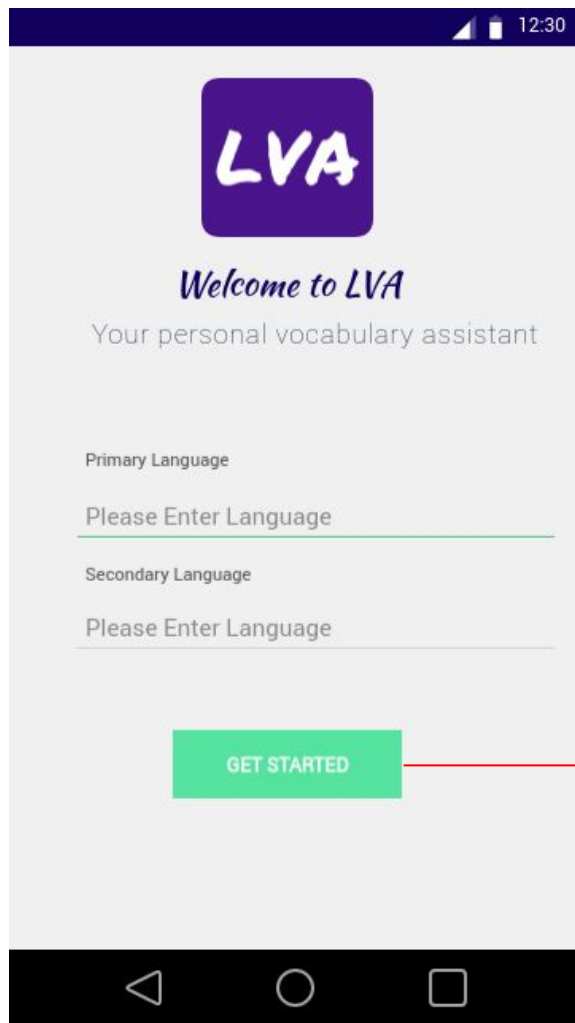 12:30
LVA
Welcome to LVA
Your personal vocabulary assistant
Primary Language
Please Enter Language
Secondary Language
Please Enter Language
GET STARTED